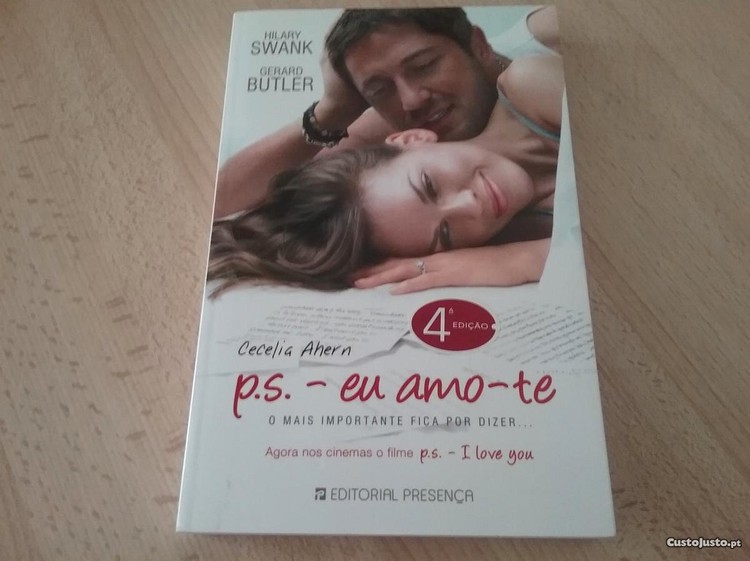 HILARY
SWANK
GERARD
BUTLER
4ª
EDIÇÃO
Cecelia Ahern
p.s. - eu amo-te
O MAIS IMPORTANTE FICA POR DIZER...
Agora nos cinemas o filme p.s. - I love you
EDITORIAL PRESENÇA
CustoJusto.pt